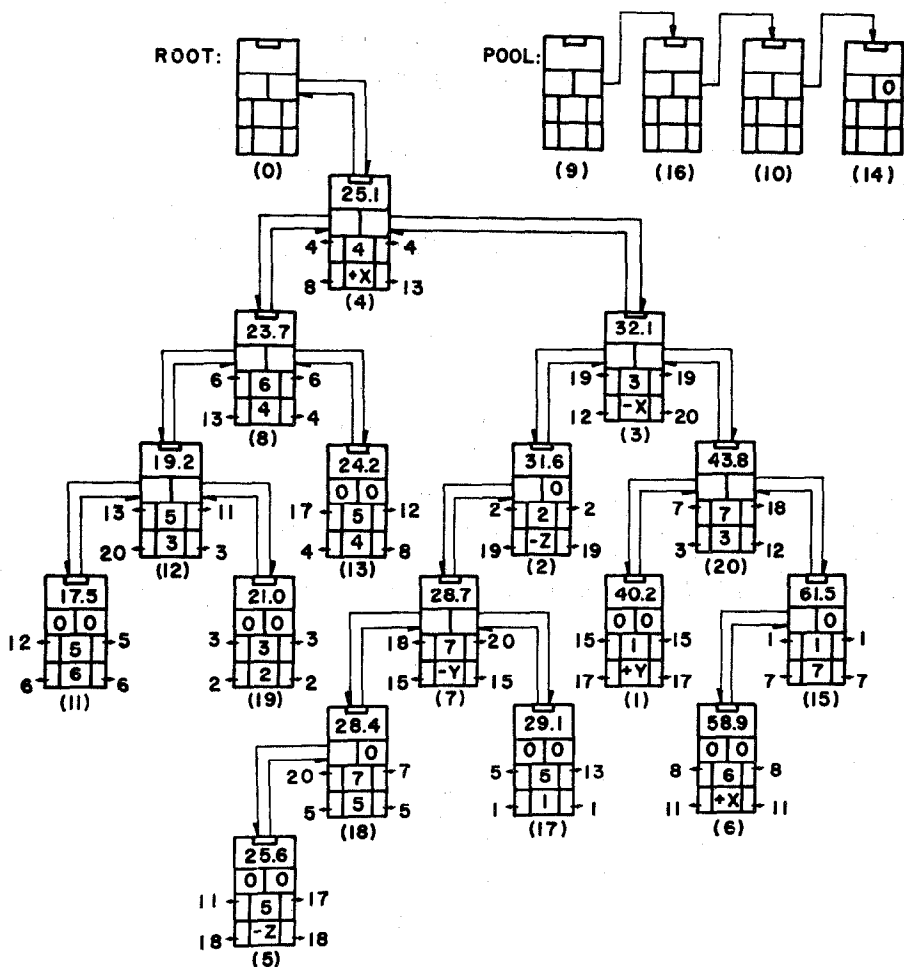 ROOT: POOL:
0
(0) (9) (16) (10) (14)
25.1
4 4 4
8 +X 13
(4)
23.7 32.1
6 6 6 19 3 19
13 4 4 12 -X 20
(8) (3)
19.2 24.2 31.6 43.8
0 0 0
13 5 11 17 5 12 2 2 2 7 7 18
20 3 3 4 4 8 19 -Z 19 3 3 12
(12) (13) (2) (20)
17.5 21.0 28.7 40.2 61.5
0 0 0 0 0 0 0
12 5 5 3 3 3 18 7 20 15 1 15 1 1 1
6 6 6 2 2 2 15 -Y 15 17 +Y 17 7 7 7
(11) (19) (7) (1) (15)
28.4 29.1 58.9
0 0 0 0 0
20 7 7 5 5 13 8 6 8
5 5 5 1 1 1 11 +X 11
(18) (17) (6)
25.6
0 0
11 5 17
18 -Z 18
(5)